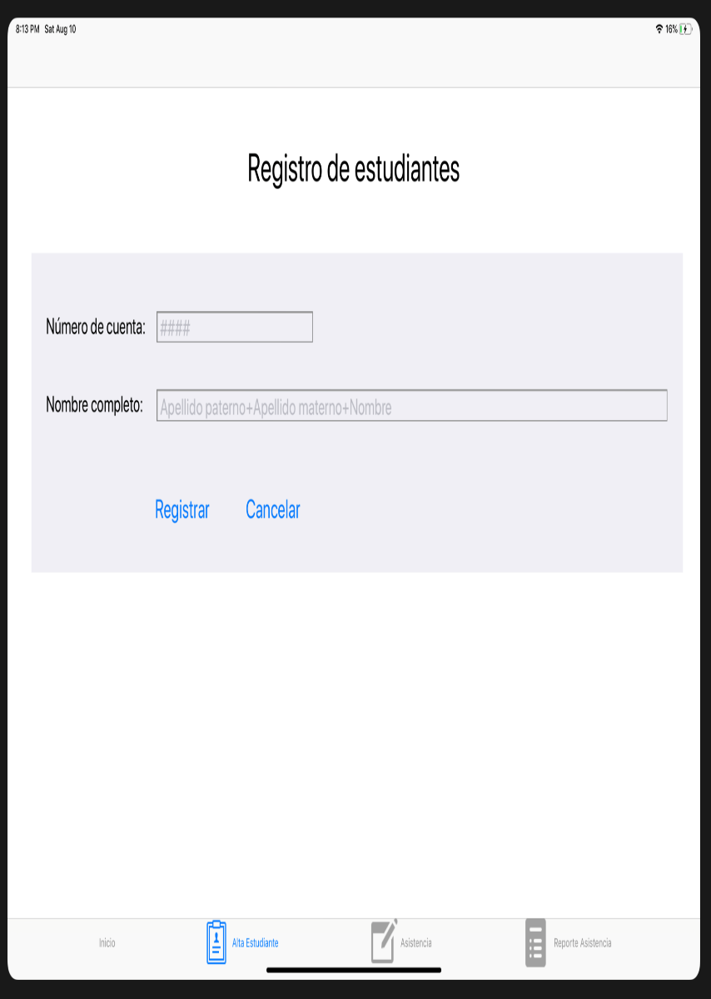 8:13 PM Sat Aug 10 16%
Registro de estudiantes
Número de cuenta: ####
Nombre completo: Apellido paterno+Apellido materno+Nombre
Registrar Cancelar
Inicio Alta Estudiante Asistencia Reporte Asistencia